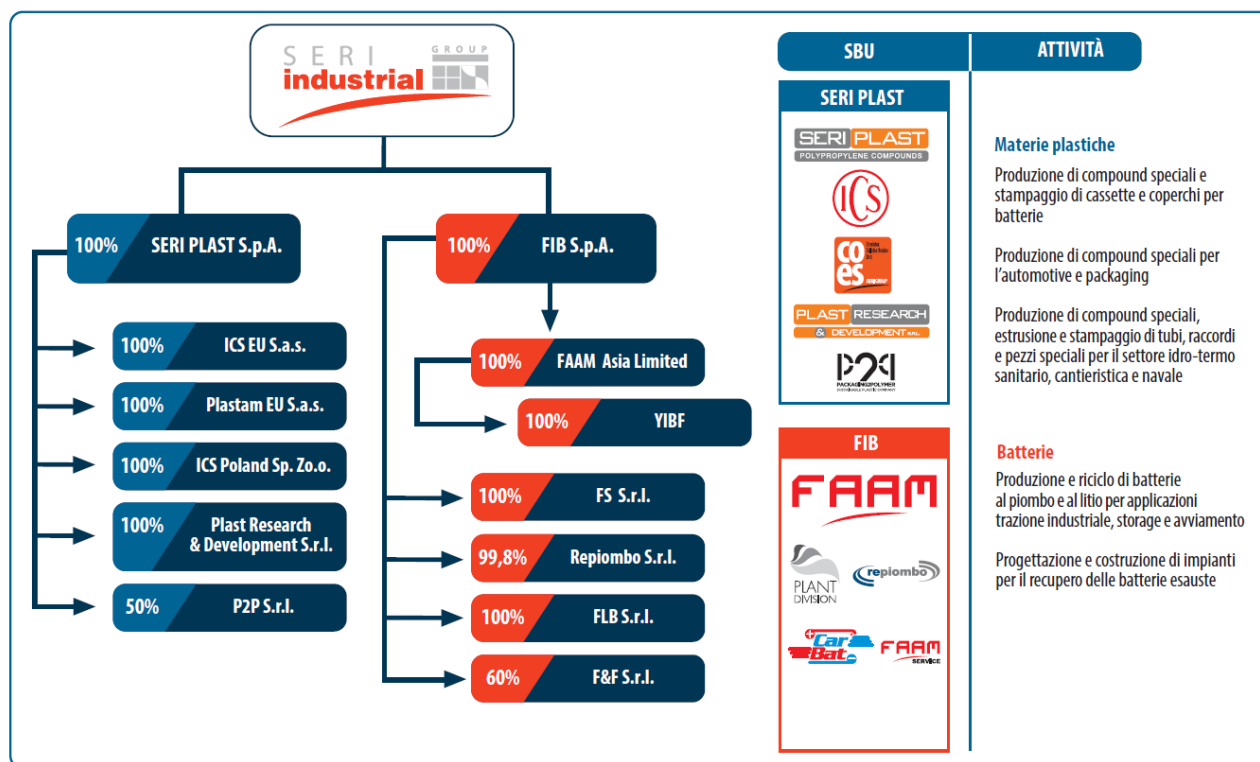 SERI
GROUP
industrial
100%
SERI PLAST S.p.A.
100%
ICS EU S.a.s.
100%
Plastam EU S.a.s.
100%
ICS Poland Sp. Zo.o.
100%
Plast Research
& Development S.r.l.
50%
P2P S.r.l.
100%
FIB S.p.A.
100%
FAAM Asia Limited
100%
YIBF
100%
FS S.r.l.
99,8%
Repiombo S.r.l.
100%
FLB S.r.l.
60%
F&F S.r.l.
SBU
ATTIVITÀ
SERI PLAST
SERI PLAST
POLYPROPYLENE COMPOUNDS
ICS
co
es
PLAST RESEARCH
& DEVELOPMENT SRL
P2P
PACKAGING2POLYMER
Materie plastiche
Produzione di compound speciali e
stampaggio di cassette e coperchi per
batterie
Produzione di compound speciali per
l'automotive e packaging
Produzione di compound speciali,
estrusione e stampaggio di tubi, raccordi
e pezzi speciali per il settore idro-termo
sanitario, cantieristica e navale
FIB
FAAM
PLANT
DIVISION
repiombo
Car
Bat
FAAM
SERVICE
Batterie
Produzione e riciclo di batterie
al piombo e al litio per applicazioni
trazione industriale, storage e avviamento
Progettazione e costruzione di impianti
per il recupero delle batterie esauste